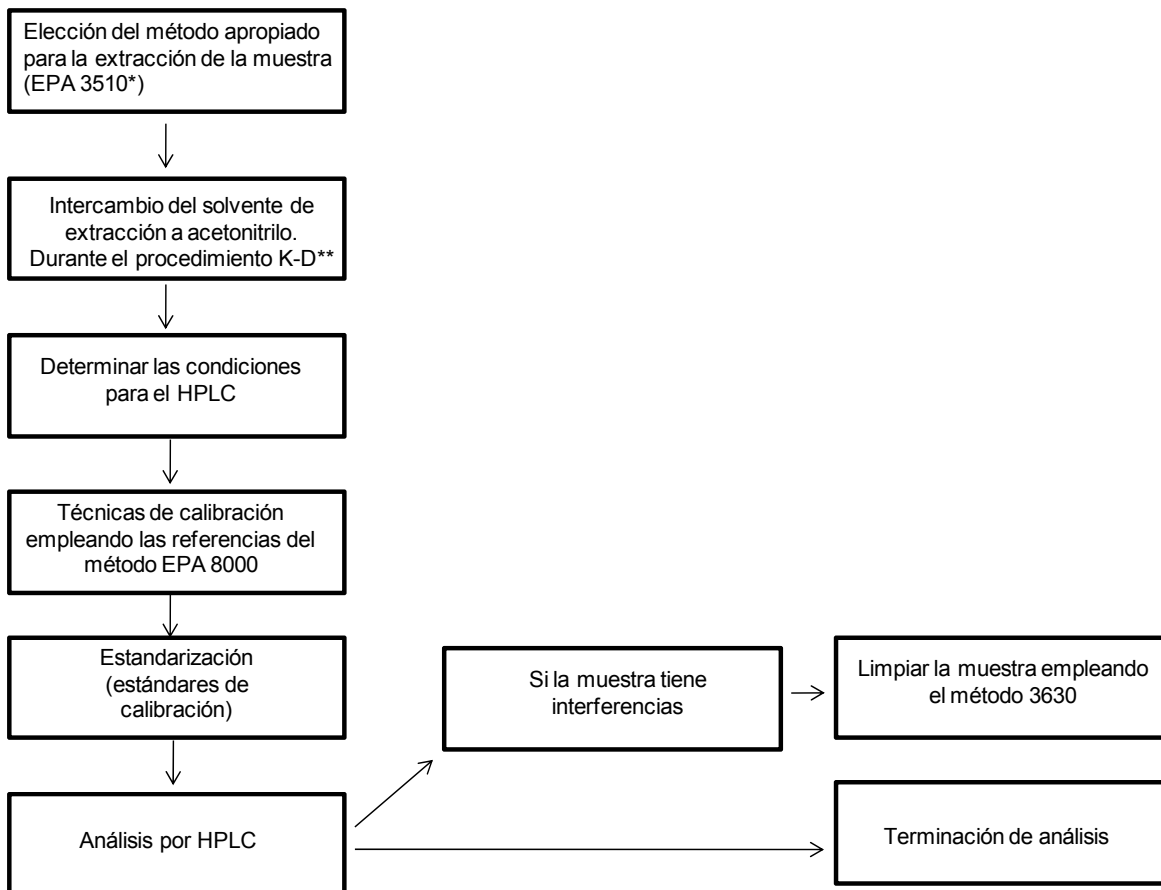 Elección del método apropiado
para la extracción de la muestra
(EPA 3510*)
Intercambio del solvente de
extracción a acetonitrilo.
Durante el procedimiento K-D**
Determinar las condiciones
para el HPLC
Técnicas de calibración
empleando las referencias del
método EPA 8000
Estandarización
(estándares de
calibración)
Si la muestra tiene
interferencias
Limpiar la muestra empleando
el método 3630
Análisis por HPLC
Terminación de análisis